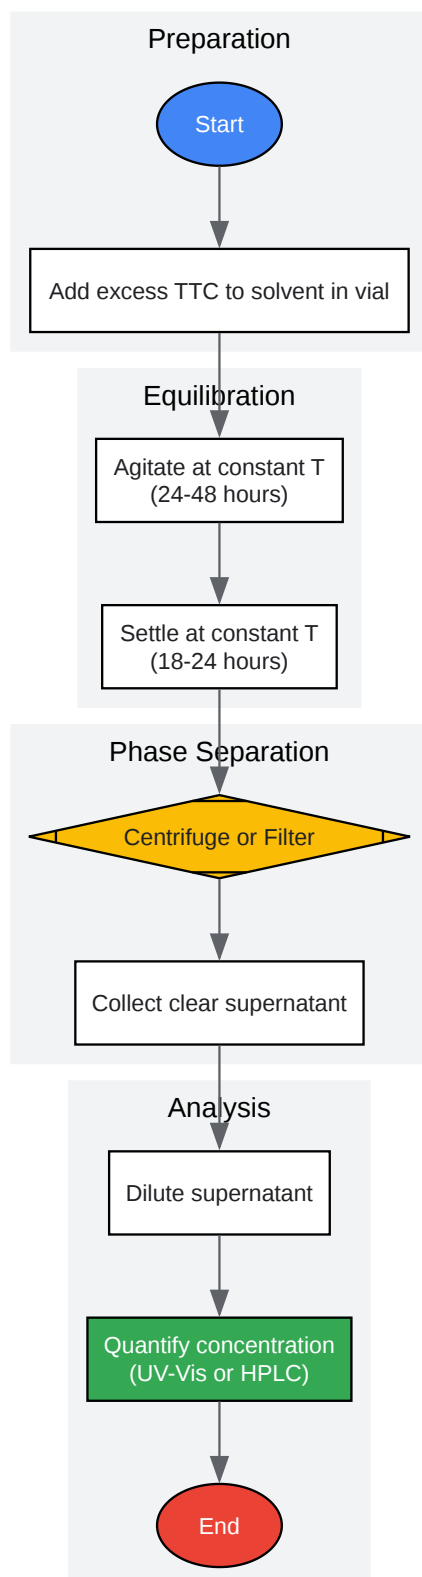 Preparation
Start
Add excess TTC to solvent in vial
Equilibration
Agitate at constant T
(24-48 hours)
Settle at constant T
(18-24 hours)
Phase Separation
Centrifuge or Filter
Collect clear supernatant
Analysis
Dilute supernatant
Quantify concentration
(UV-Vis or HPLC)
End